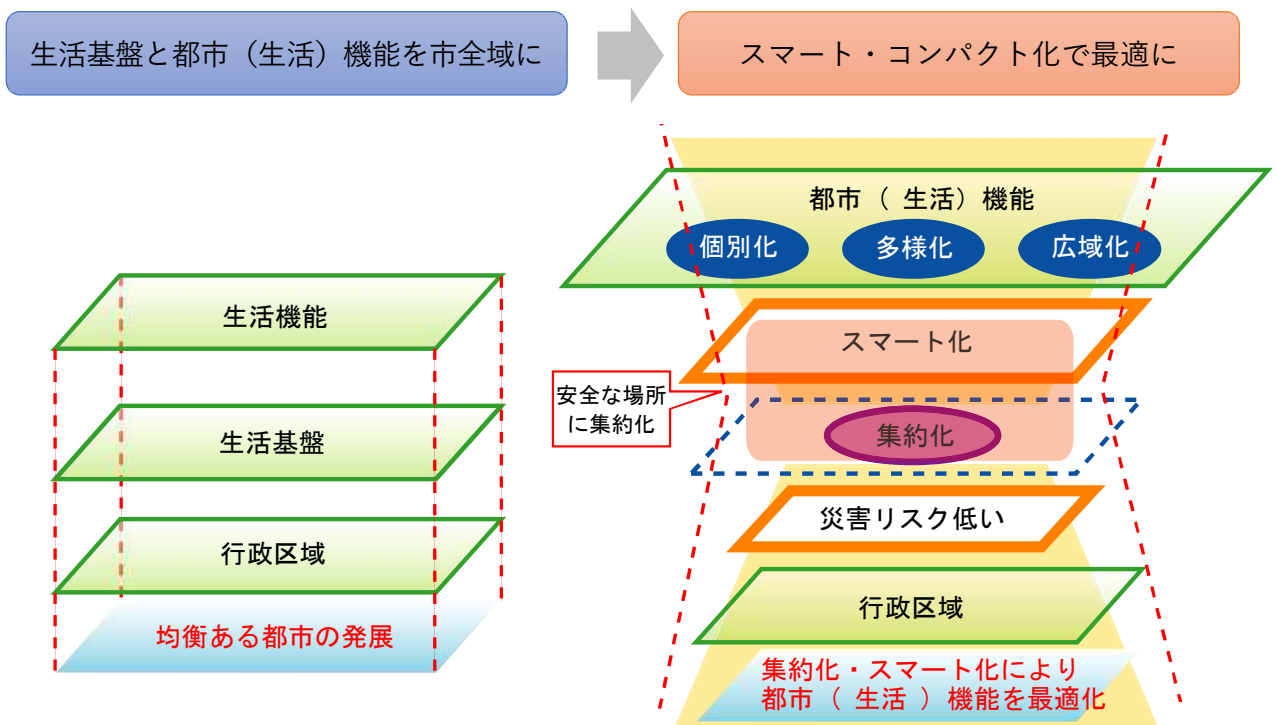 生活基盤と都市（生活）機能を市全域に
スマート・コンパクト化で最適に
生活機能
生活基盤
行政区域
均衡ある都市の発展
都市（ 生活）機能
個別化
多様化
広域化
スマート化
安全な場所
に集約化
集約化
災害リスク低い
行政区域
集約化・スマート化により
都市（ 生活 ）機能を最適化